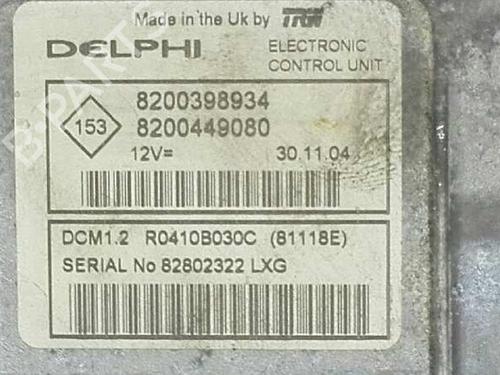 Made in the Uk by TRW
DELPHI
ELECTRONIC
CONTROL UNIT
153
8200398934
8200449080
12V=
30.11.04
DCM1.2 R0410B030C (81118E)
SERIAL No 82802322 LXG
B-PARTS